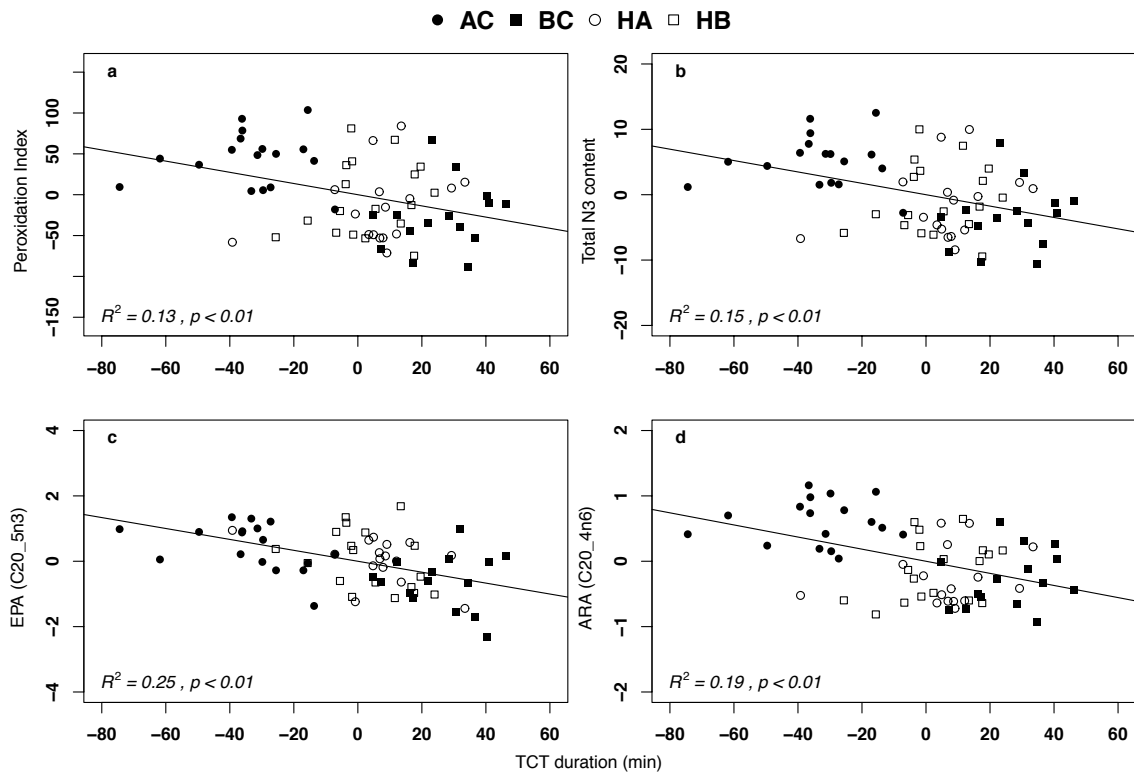 AC BC HA HB
a
Peroxidation Index
100
50
0
−50
−150
R² = 0.13 , p < 0.01
−80 −60 −40 −20 0 20 40 60
b
Total N3 content
20
10
0
−10
−20
R² = 0.15 , p < 0.01
−80 −60 −40 −20 0 20 40 60
c
EPA (C20_5n3)
4
2
0
−2
−4
R² = 0.25 , p < 0.01
−80 −60 −40 −20 0 20 40 60
d
ARA (C20_4n6)
2
1
0
−1
−2
R² = 0.19 , p < 0.01
−80 −60 −40 −20 0 20 40 60
TCT duration (min)